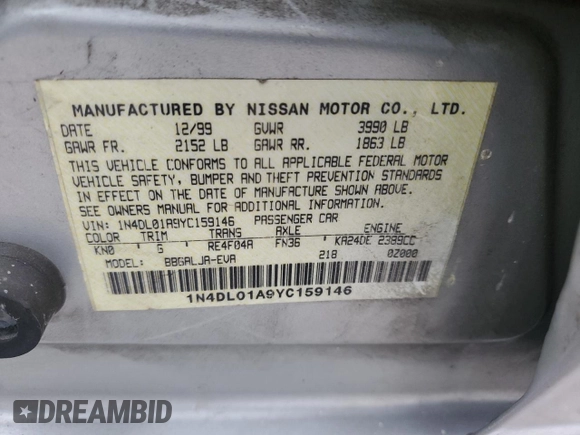 MANUFACTURED BY NISSAN MOTOR CO., LTD.
DATE 12/99 GVWR 3990 LB
GAWR FR. 2152 LB GAWR RR. 1863 LB
THIS VEHICLE CONFORMS TO ALL APPLICABLE FEDERAL MOTOR
VEHICLE SAFETY, BUMPER AND THEFT PREVENTION STANDARDS
IN EFFECT ON THE DATE OF MANUFACTURE SHOWN ABOVE.
SEE OWNERS MANUAL FOR ADDITIONAL INFORMATION.
VIN: 1N4DL01A9YC159146 PASSENGER CAR
COLOR TRIM TRANS AXLE ENGINE
KN0 G RE4F04A FN36 KA24DE 2389CC
MODEL: BBGALJA-EVA 218 0Z000
1N4DL01A9YC159146
DREAMBID